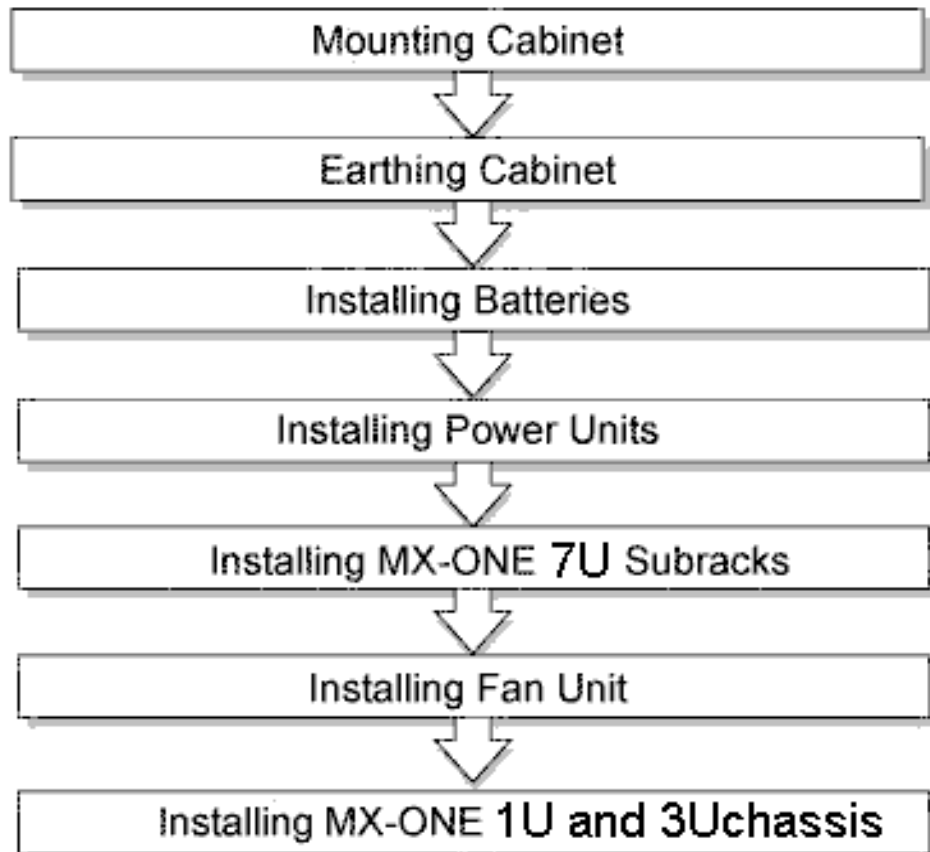 Mounting Cabinet
Earthing Cabinet
Installing Batteries
Installing Power Units
Installing MX-ONE 7U Subracks
Installing Fan Unit
Installing MX-ONE 1U and 3Uchassis